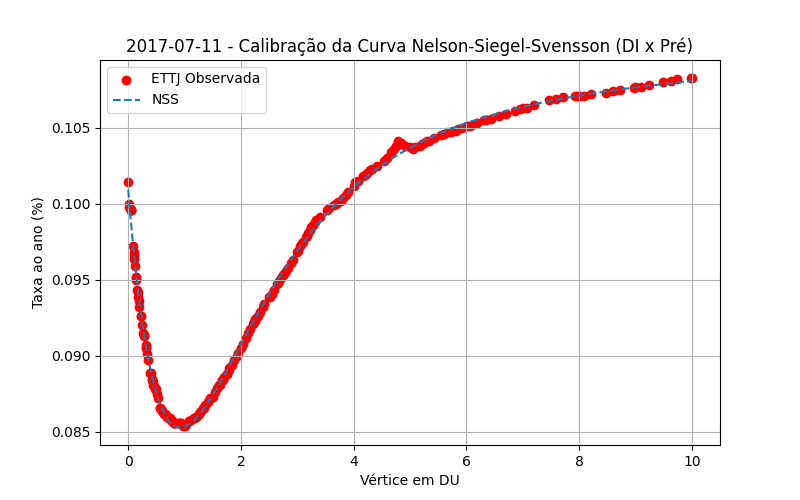 2017-07-11 - Calibração da Curva Nelson-Siegel-Svensson (DI x Pré)
ETTJ Observada
NSS
Taxa ao ano (%)
0.105
0.100
0.095
0.090
0.085
0 2 4 6 8 10
Vértice em DU